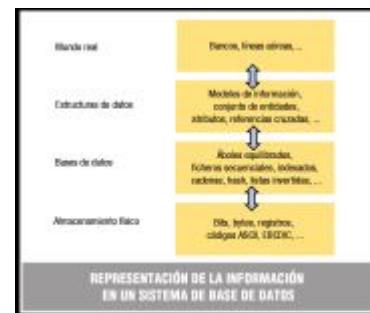 Mundo real
Bancos, líneas aéreas, ...
Estructuras de datos
Modelos de información,
conjunto de entidades,
atributos, referencias cruzadas, ...
Bases de datos
Árboles equilibrados,
ficheros secuenciales, indexados,
cadenas, hash, listas invertidas, ...
Almacenamiento físico
Bits, bytes, registros,
códigos ASCII, EBCDIC, ...
REPRESENTACIÓN DE LA INFORMACIÓN
EN UN SISTEMA DE BASE DE DATOS